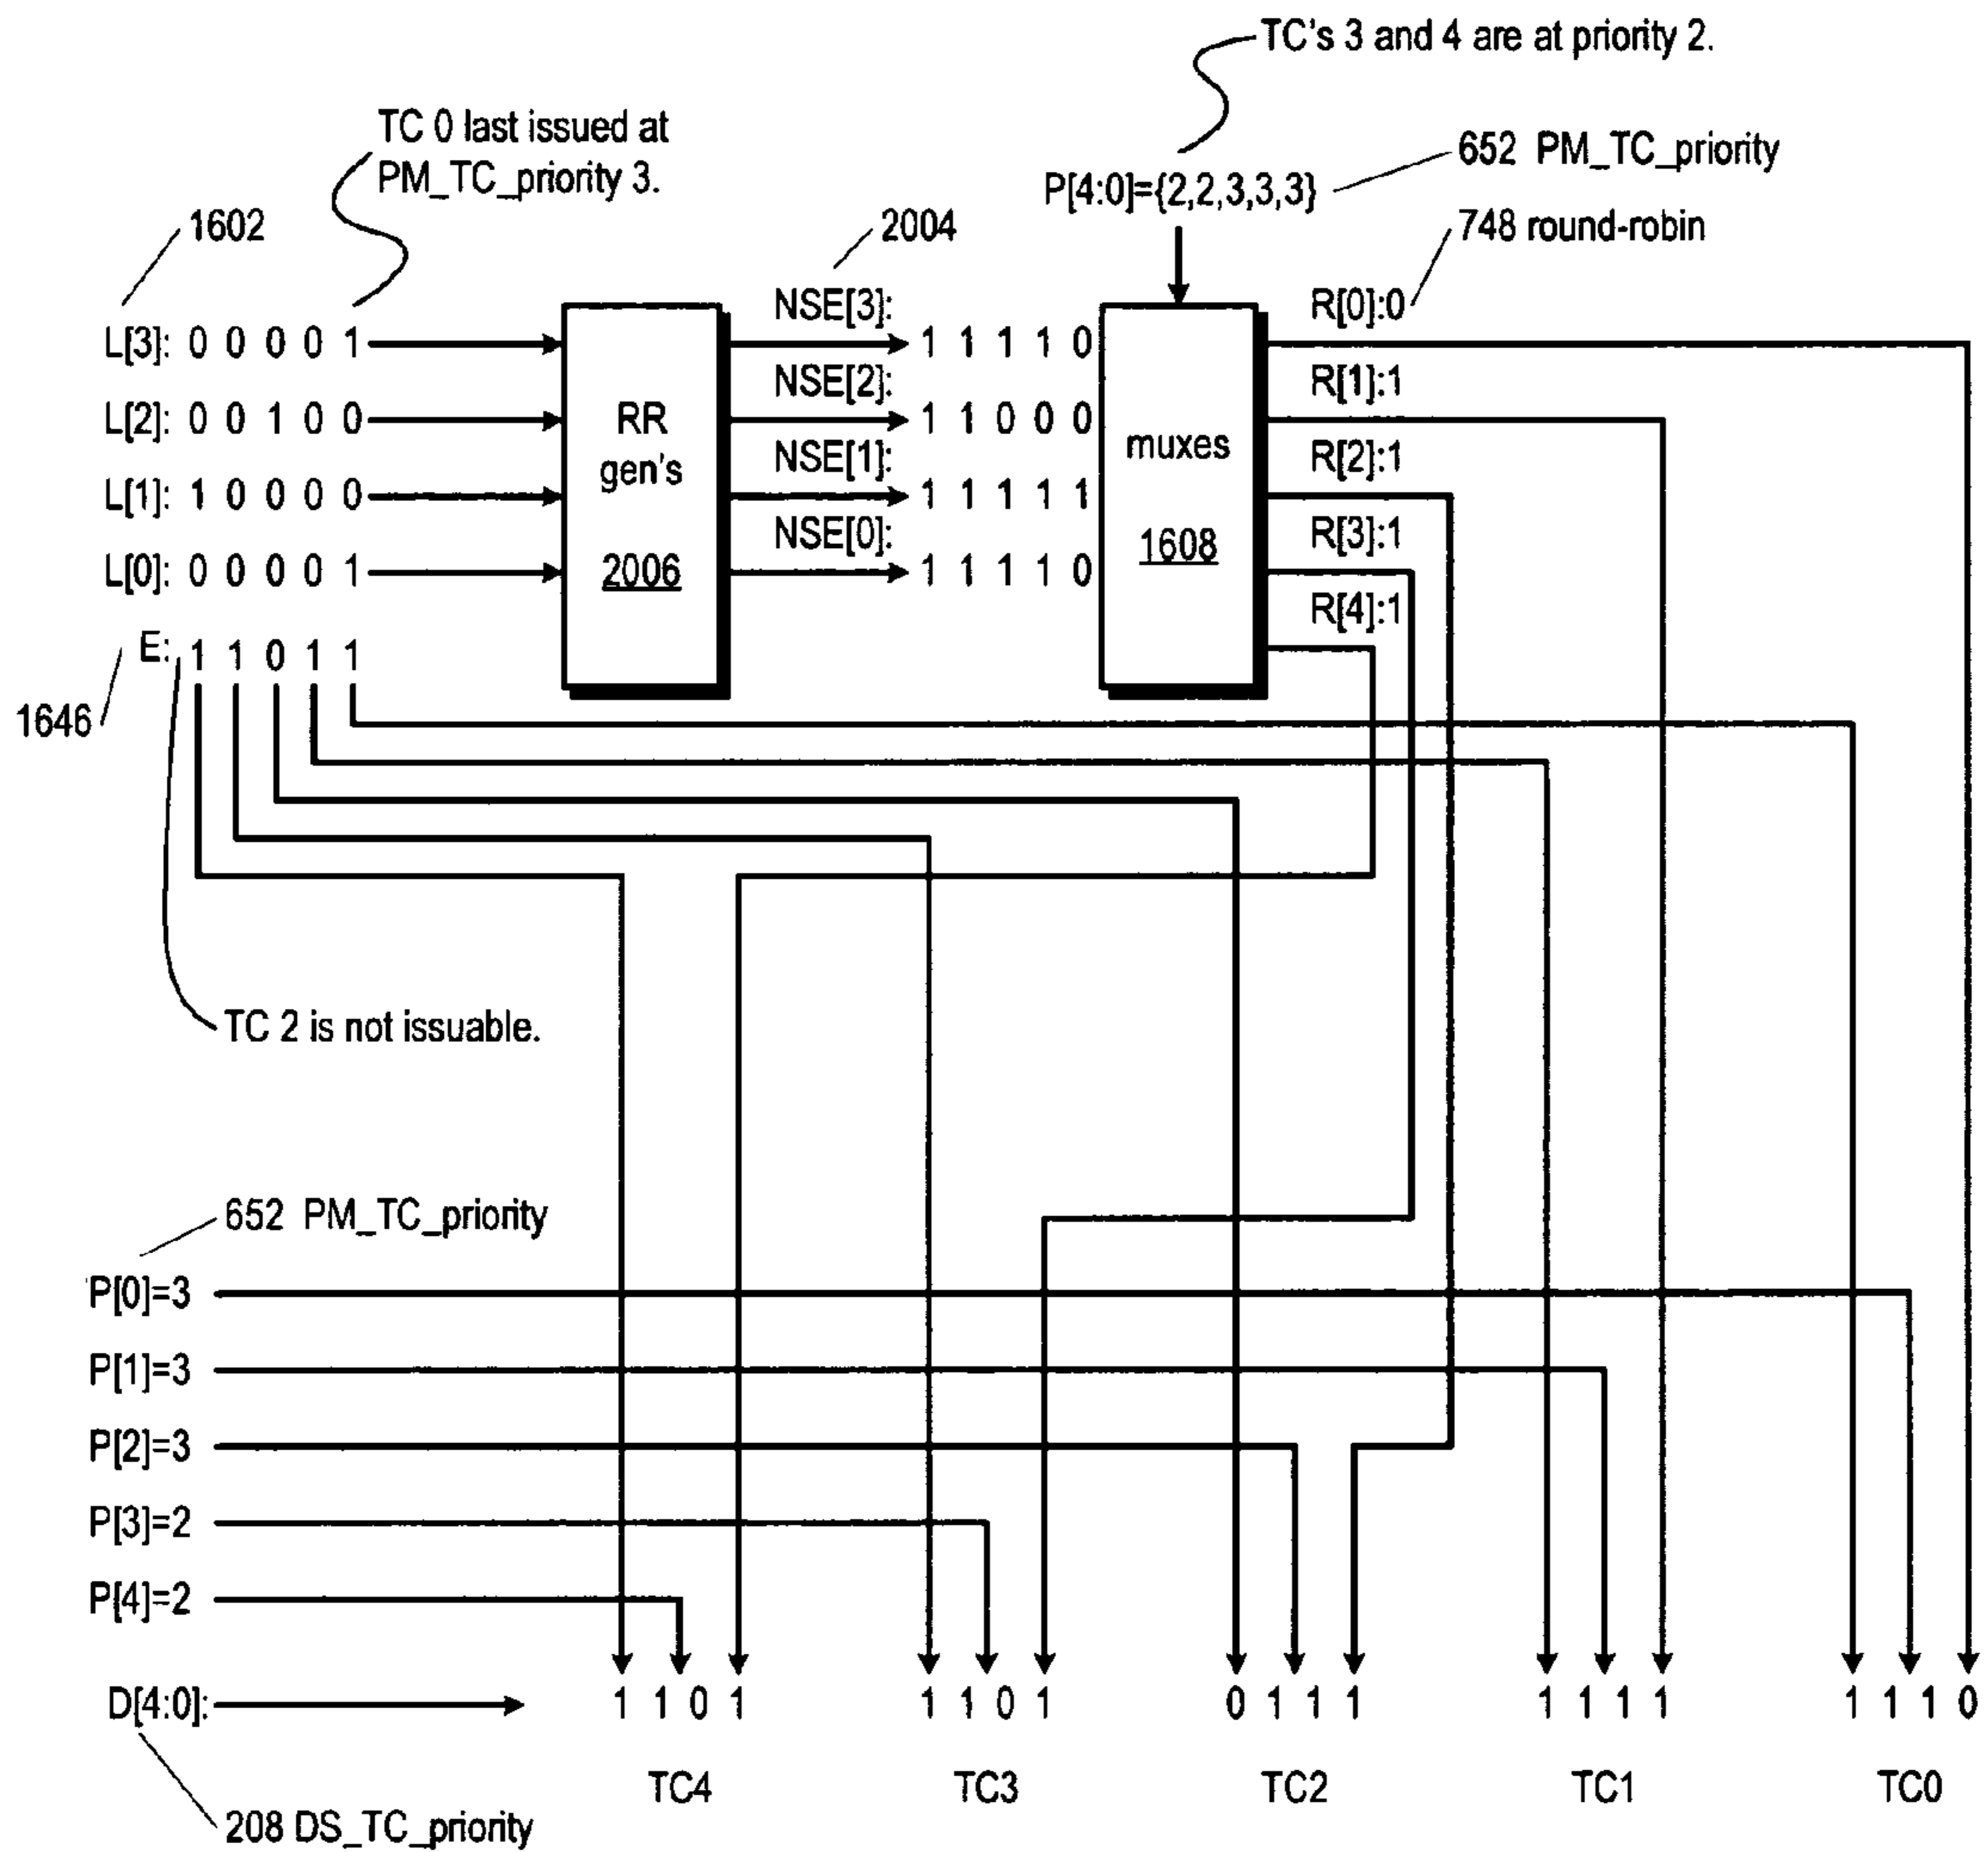 TC's 3 and 4 are at priority 2.
TC 0 last issued at
PM_TC_priority 3.
652 PM_TC_priority
P[4:0]={2,2,3,3,3}
1602
2004
748 round-robin
NSE[3]:
R[0]:0
L[3]: 0 0 0 0 1
1 1 1 1 0
NSE[2]:
R[1]:1
L[2]: 0 0 1 0 0
RR
1 1 0 0 0
muxes
NSE[1]:
R[2]:1
gen's
L[1]: 1 0 0 0 0
1 1 1 1 1
NSE[0]:
R[3]:1
1608
L[0]: 0 0 0 0 1
2006
1 1 1 1 0
R[4]:1
E: 1 1 0 1 1
1646
TC 2 is not issuable.
652 PM_TC_priority
P[0]=3
P[1]=3
P[2]=3
P[3]=2
P[4]=2
D[4:0]: 1 1 0 1 1 1 0 1 0 1 1 1 1 1 1 1 1 1 1 0
TC4 TC3 TC2 TC1 TC0
208 DS_TC_priority